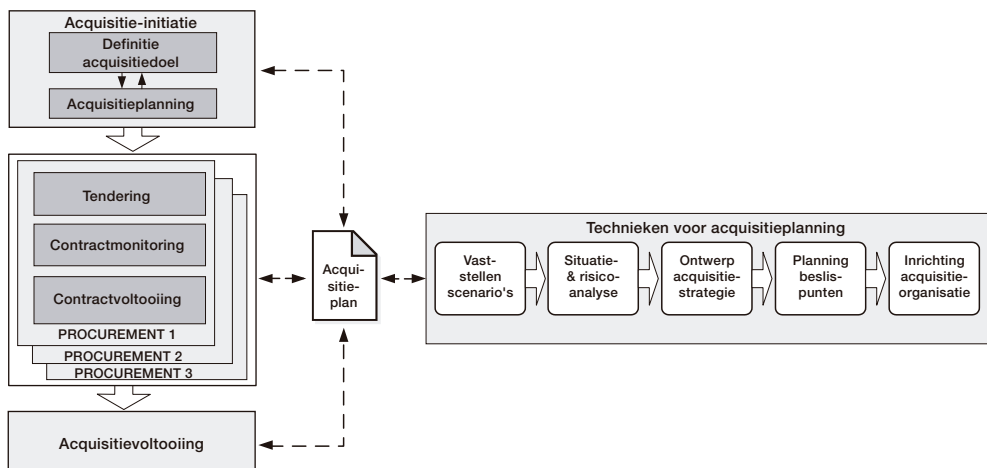 Acquisitie-initiatie
Definitie
acquisitiedoel
Acquisitieplanning
Tendering
Contractmonitoring
Contractvoltooiing
PROCUREMENT 1
PROCUREMENT 2
PROCUREMENT 3
Acquisitievoltooiing
Acqui-
sitie-
plan
Technieken voor acquisitieplanning
Vast-
stellen
scenario's
Situatie-
& risico-
analyse
Ontwerp
acquisitie-
strategie
Planning
beslis-
punten
Inrichting
acquisitie-
organisatie